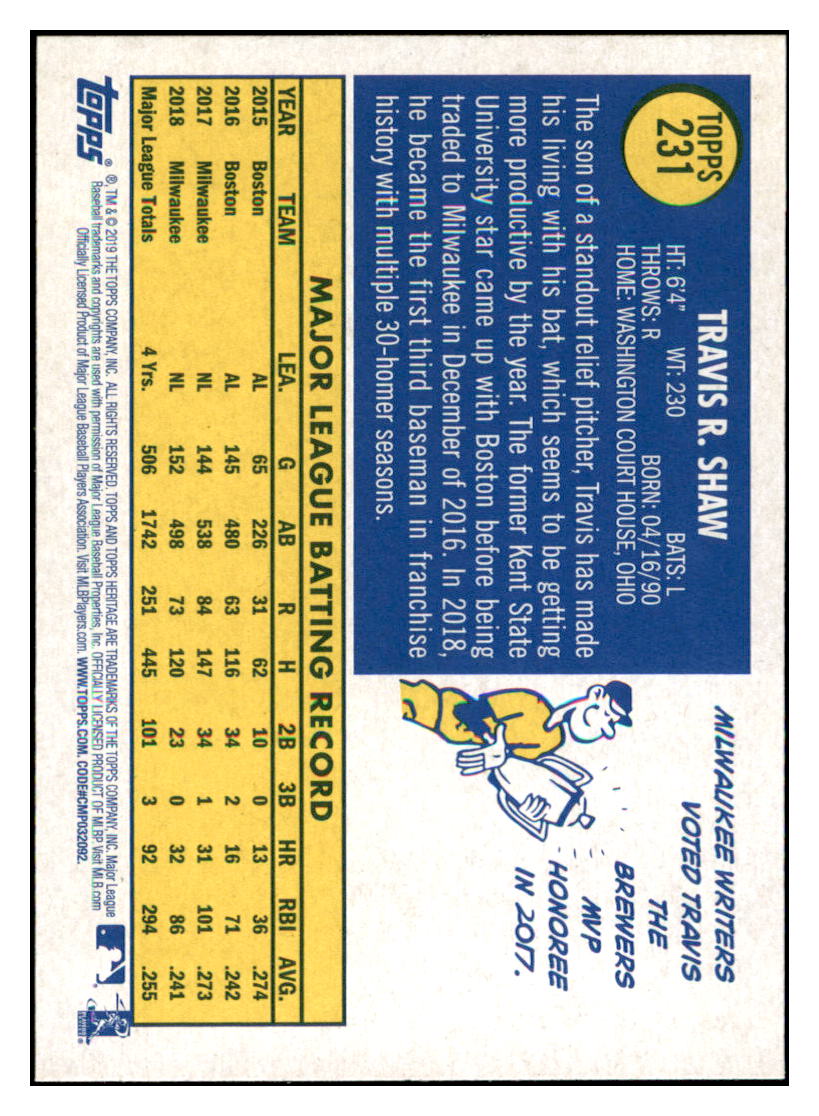 TOPPS
231
TRAVIS R. SHAW
HT: 6'4" WT: 230 BATS: L
THROWS: R BORN: 04/16/90
HOME: WASHINGTON COURT HOUSE, OHIO
The son of a standout relief pitcher, Travis has made
his living with his bat, which seems to be getting
more productive by the year. The former Kent State
University star came up with Boston before being
traded to Milwaukee in December of 2016. In 2018,
he became the first third baseman in franchise
history with multiple 30-homer seasons.
MILWAUKEE WRITERS
VOTED TRAVIS
THE
BREWERS
MVP
HONOREE
IN 2017.
MAJOR LEAGUE BATTING RECORD
YEAR TEAM LEA. G AB R H 2B 3B HR RBI AVG.
2015 Boston AL 65 226 31 62 10 0 13 36 .274
2016 Boston AL 145 480 63 116 34 2 16 71 .242
2017 Milwaukee NL 144 538 84 147 34 1 31 101 .273
2018 Milwaukee NL 152 498 73 120 23 0 32 86 .241
Major League Totals 4 Yrs. 506 1742 251 445 101 3 92 294 .255
topps®
®, TM & © 2019 THE TOPPS COMPANY, INC. ALL RIGHTS RESERVED. TOPPS AND TOPPS HERITAGE ARE TRADEMARKS OF THE TOPPS COMPANY, INC. Major League
Baseball trademarks and copyrights are used with permission of Major League Baseball Properties, Inc. OFFICIALLY LICENSED PRODUCT OF MLBP. Visit MLB.com
Officially Licensed Product of Major League Baseball Players Association. Visit MLBPlayers.com. WWW.TOPPS.COM. CODE#CMP032092.